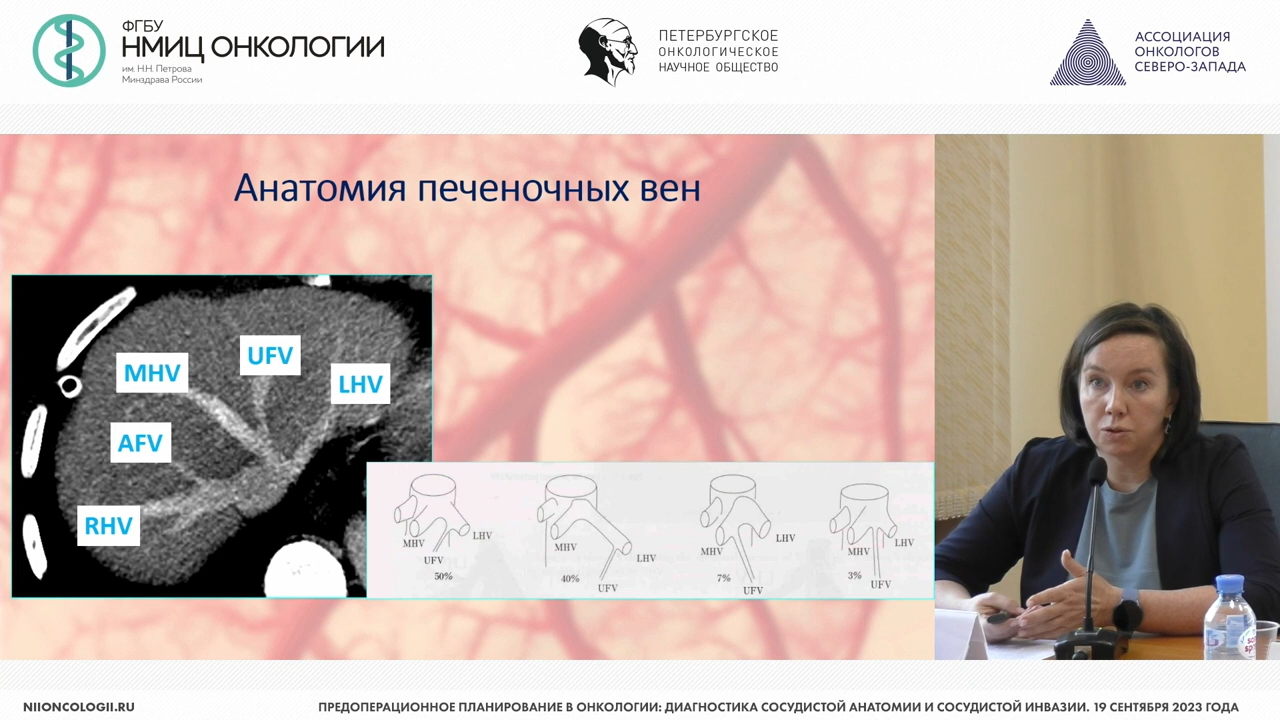 ФГБУ
НМИЦ ОНКОЛОГИИ
им. Н.Н. Петрова
Минздрава России
ПЕТЕРБУРГСКОЕ
ОНКОЛОГИЧЕСКОЕ
НАУЧНОЕ ОБЩЕСТВО
АССОЦИАЦИЯ
ОНКОЛОГОВ
СЕВЕРО-ЗАПАДА
Анатомия печеночных вен
MHV
UFV
LHV
AFV
RHV
MHV
LHV
UFV
50%
MHV
LHV
40%
UFV
MHV
LHV
7%
UFV
MHV
LHV
3%
UFV
NIIONCOLOGII.RU
ПРЕДОПЕРАЦИОННОЕ ПЛАНИРОВАНИЕ В ОНКОЛОГИИ: ДИАГНОСТИКА СОСУДИСТОЙ АНАТОМИИ И СОСУДИСТОЙ ИНВАЗИИ. 19 СЕНТЯБРЯ 2023 ГОДА